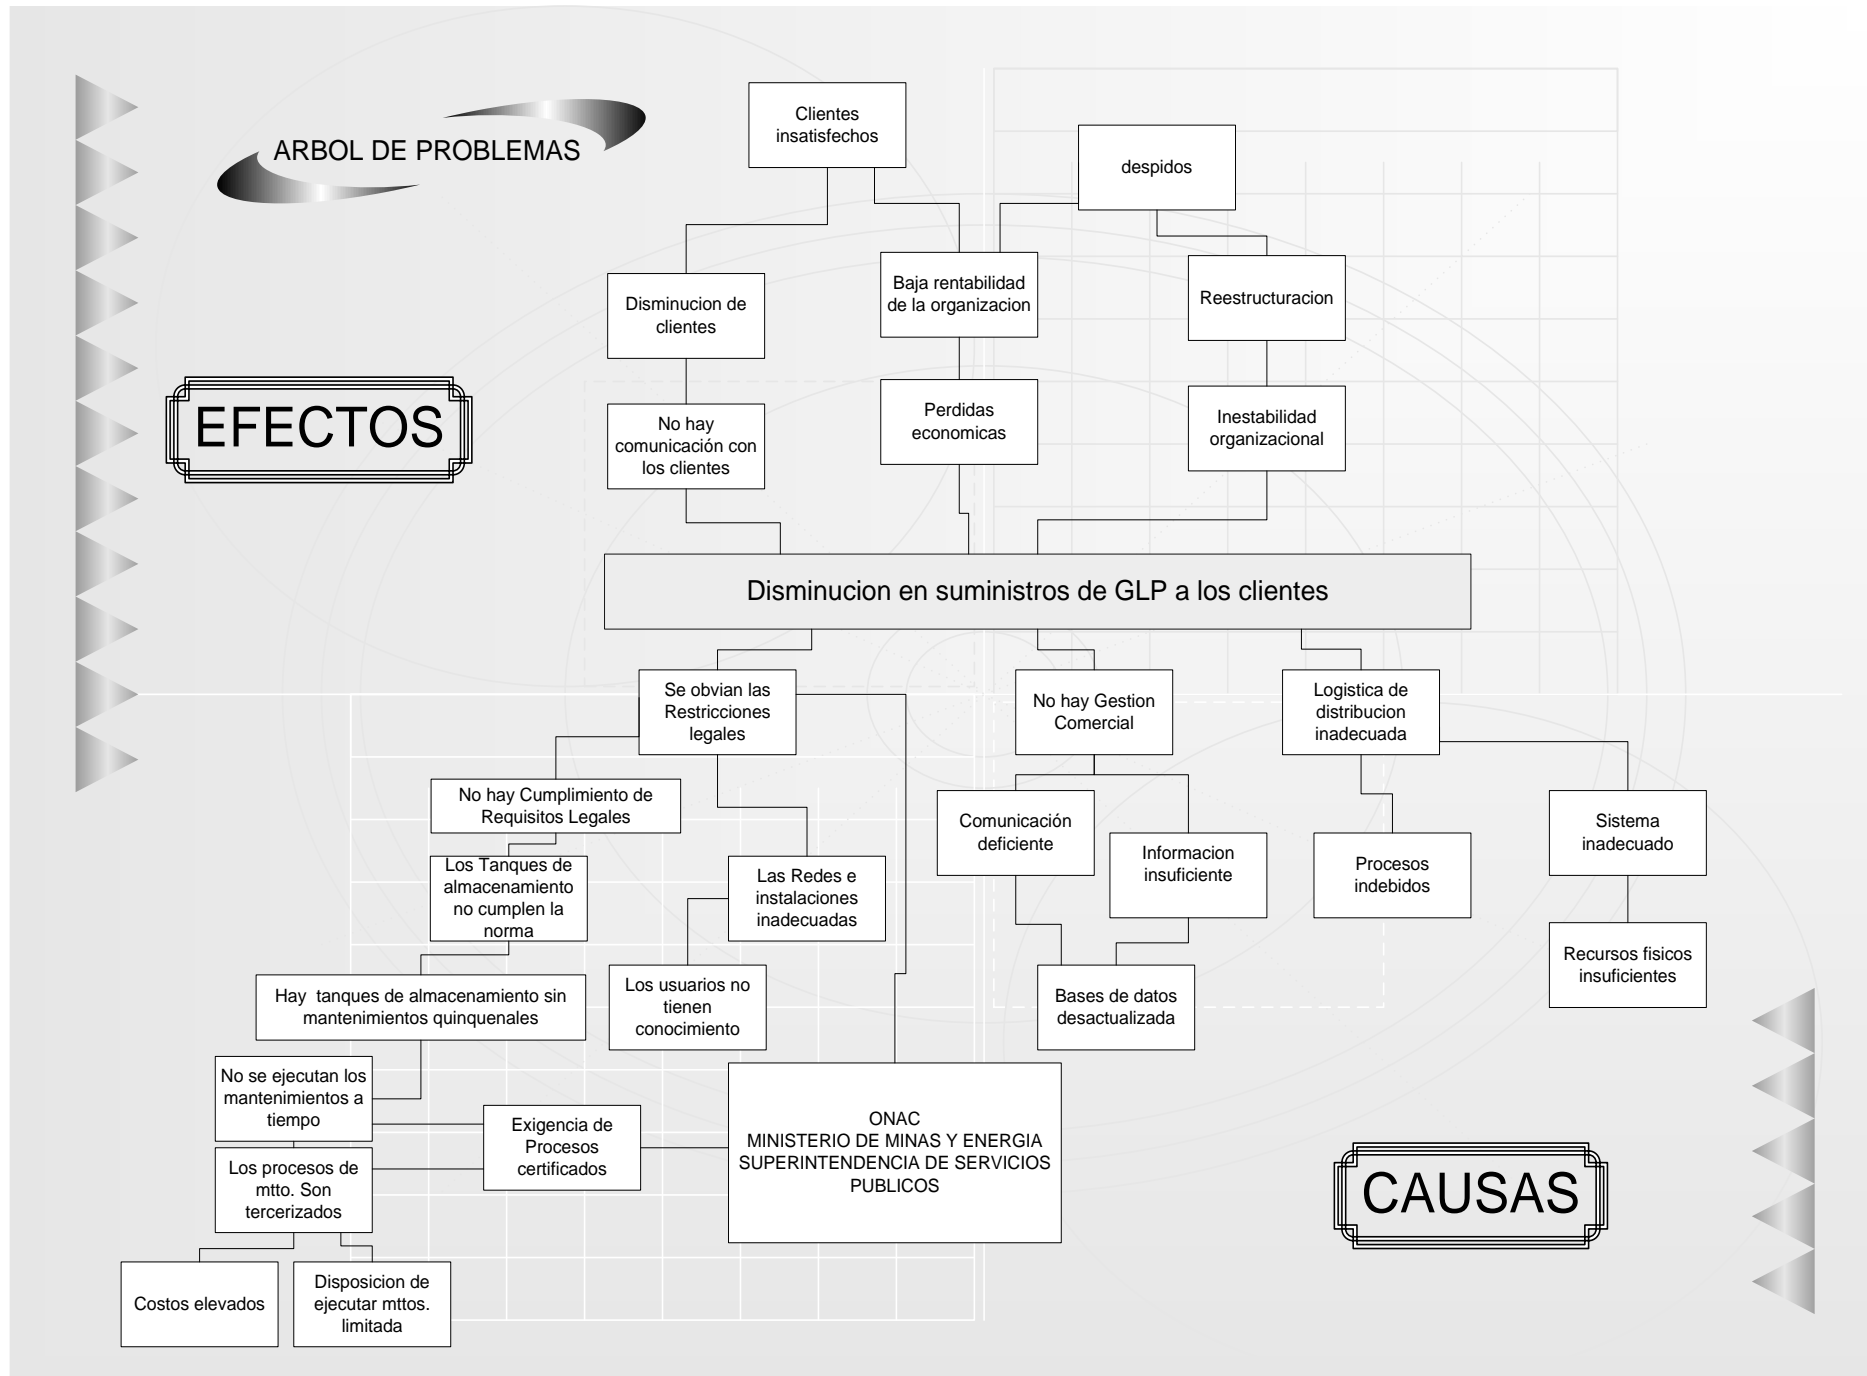 ARBOL DE PROBLEMAS
Clientes
insatisfechos
despidos
Disminucion de
clientes
Baja rentabilidad
de la organizacion
Reestructuracion
EFECTOS
No hay
comunicación con
los clientes
Perdidas
economicas
Inestabilidad
organizacional
Disminucion en suministros de GLP a los clientes
Se obvian las
Restricciones
legales
No hay Gestion
Comercial
Logistica de
distribucion
inadecuada
No hay Cumplimiento de
Requisitos Legales
Comunicación
deficiente
Informacion
insuficiente
Procesos
indebidos
Sistema
inadecuado
Los Tanques de
almacenamiento
no cumplen la
norma
Las Redes e
instalaciones
inadecuadas
Hay tanques de almacenamiento sin
mantenimientos quinquenales
Los usuarios no
tienen
conocimiento
Bases de datos
desactualizada
Recursos fisicos
insuficientes
No se ejecutan los
mantenimientos a
tiempo
Exigencia de
Procesos
certificados
ONAC
MINISTERIO DE MINAS Y ENERGIA
SUPERINTENDENCIA DE SERVICIOS
PUBLICOS
Los procesos de
mtto. Son
tercerizados
CAUSAS
Costos elevados
Disposicion de
ejecutar mttos.
limitada